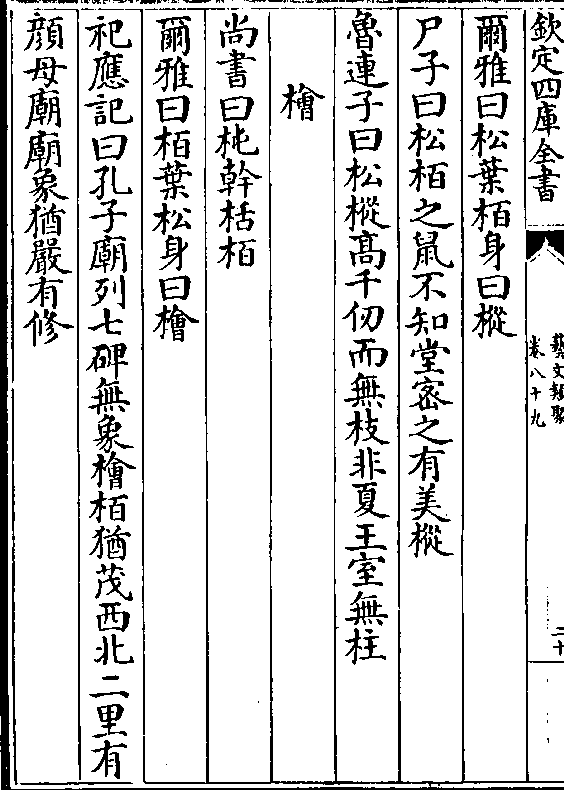 欽定四庫全書
藝文類聚
卷八十九
二十
爾雅曰松葉栢身曰樅
尸子曰松栢之鼠不知堂宻之有美樅
魯連子曰松樅髙千仞而無枝非夏王室無柱
檜
尚書曰杶幹栝栢
爾雅曰栢葉松身曰檜
祀應記曰孔子廟列七碑無象檜栢猶茂西北二里有
顔母廟廟象猶嚴有修